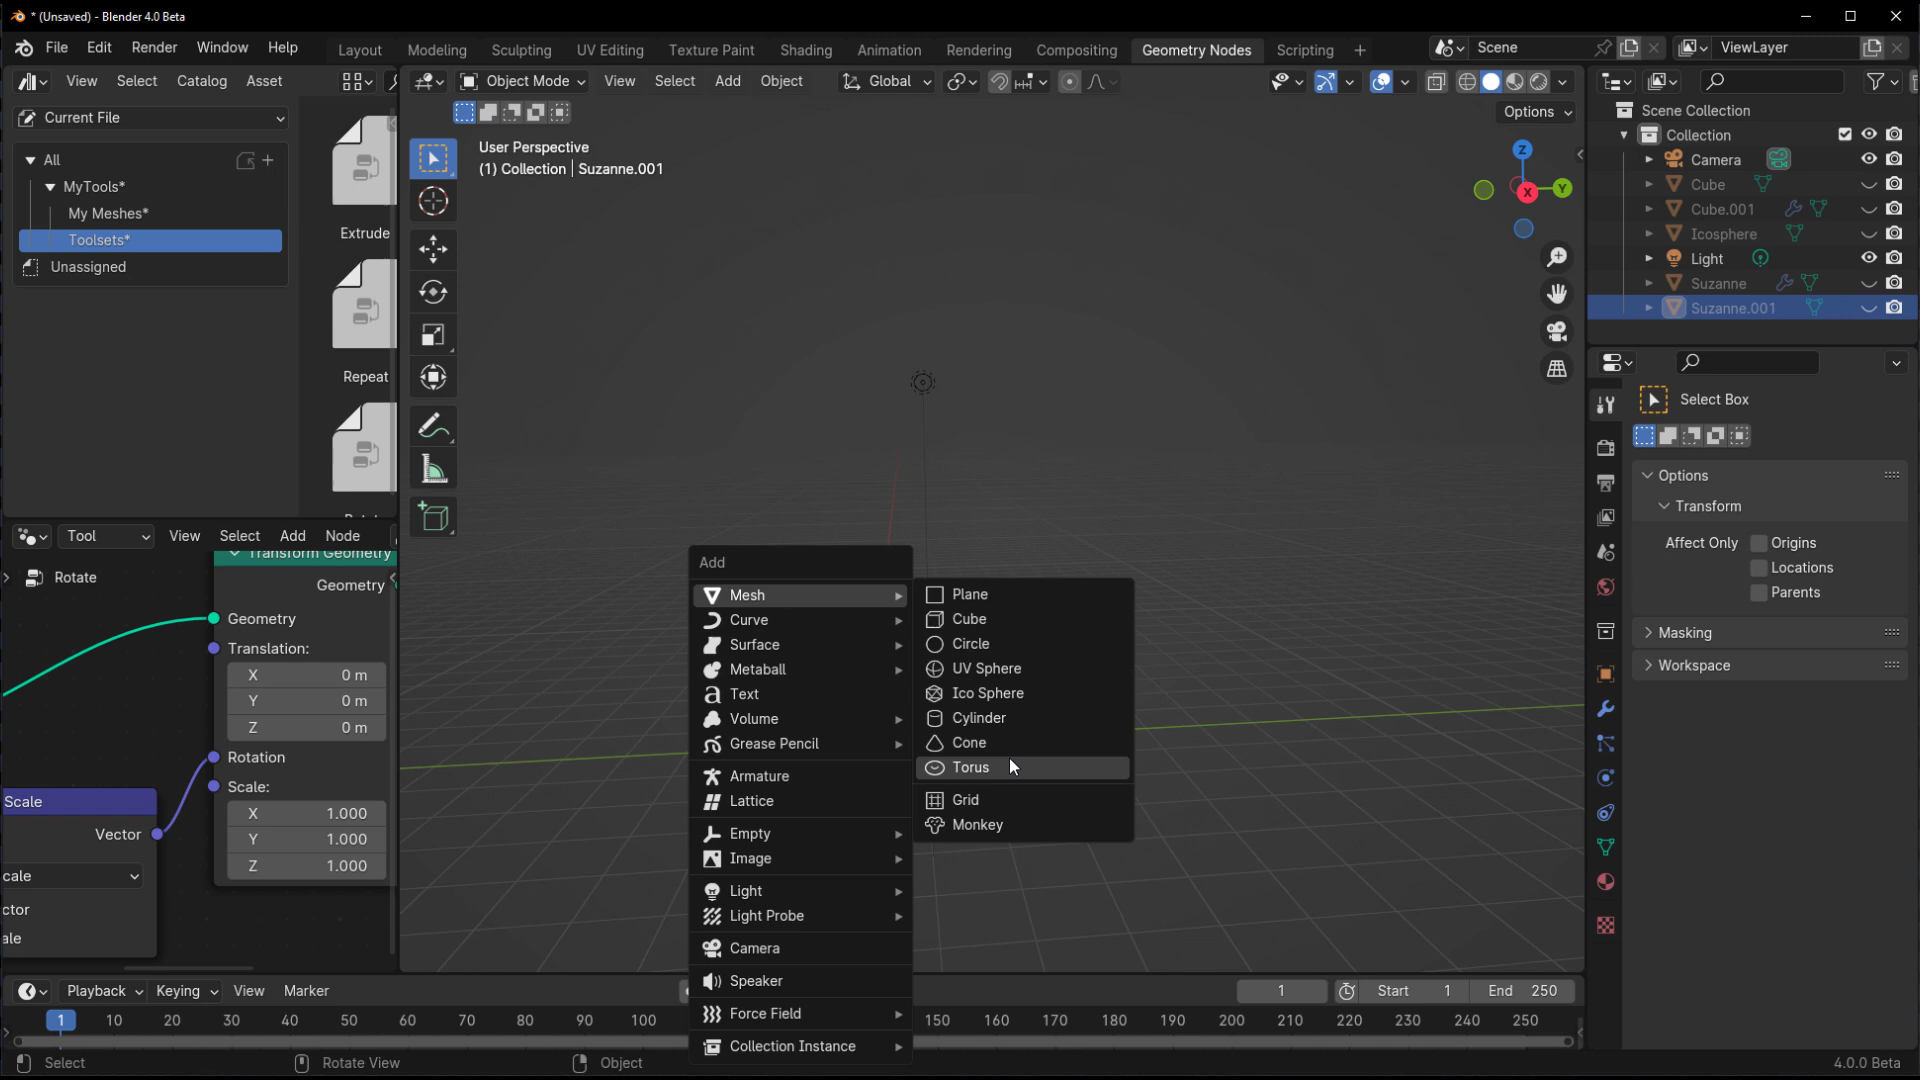 * (Unsaved) - Blender 4.0 Beta
File Edit Render Window Help
Layout Modeling Sculpting UV Editing Texture Paint Shading Animation Rendering Compositing Geometry Nodes Scripting +
Scene ViewLayer
View Select Catalog Asset
Object Mode View Select Add Object Global
Options
Current File
All
MyTools*
My Meshes*
Toolsets*
Unassigned
Extrude
Repeat
User Perspective
(1) Collection | Suzanne.001
Z
Y
X
Scene Collection
Collection
Camera
Cube
Cube.001
Icosphere
Light
Suzanne
Suzanne.001
Select Box
Options
Transform
Affect Only Origins
Locations
Parents
Masking
Workspace
Tool View Select Add Node
Transform Geometry
Rotate
Geometry
Geometry
Translation:
X 0 m
Y 0 m
Z 0 m
Rotation
Scale:
X 1.000
Y 1.000
Z 1.000
Scale
Vector
cale
ctor
ale
Add
Mesh
Curve
Surface
Metaball
Text
Volume
Grease Pencil
Armature
Lattice
Empty
Image
Light
Light Probe
Camera
Speaker
Force Field
Collection Instance
Plane
Cube
Circle
UV Sphere
Ico Sphere
Cylinder
Cone
Torus
Grid
Monkey
Playback Keying View Marker
1 Start 1 End 250
1 10 20 30 40 50 60 70 80 90 100 150 160 170 180 190 200 210 220 230 240 250
Select Rotate View Object 4.0.0 Beta